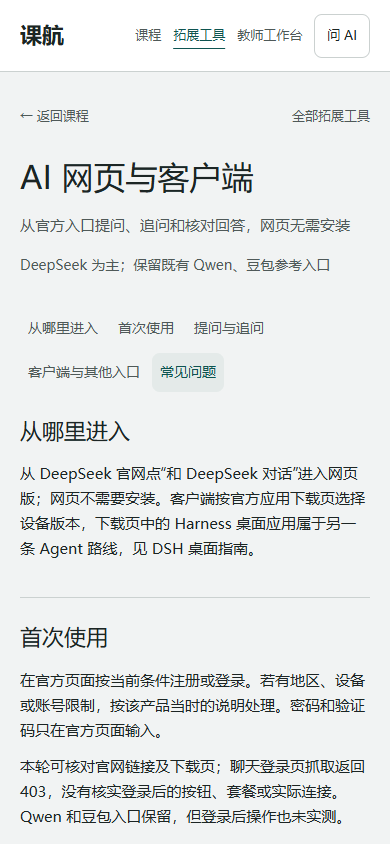 课航
课程 拓展工具 教师工作台 问 AI
← 返回课程 全部拓展工具
AI 网页与客户端
从官方入口提问、追问和核对回答，网页无需安装
DeepSeek 为主；保留既有 Qwen、豆包参考入口
从哪里进入 首次使用 提问与追问
客户端与其他入口 常见问题
从哪里进入
从 DeepSeek 官网点“和 DeepSeek 对话”进入网页
版；网页不需要安装。客户端按官方应用下载页选择
设备版本，下载页中的 Harness 桌面应用属于另一
条 Agent 路线，见 DSH 桌面指南。
首次使用
在官方页面按当前条件注册或登录。若有地区、设备
或账号限制，按该产品当时的说明处理。密码和验证
码只在官方页面输入。
本轮可核对官网链接及下载页；聊天登录页抓取返回
403，没有核实登录后的按钮、套餐或实际连接。
Qwen 和豆包入口保留，但登录后操作也未实测。